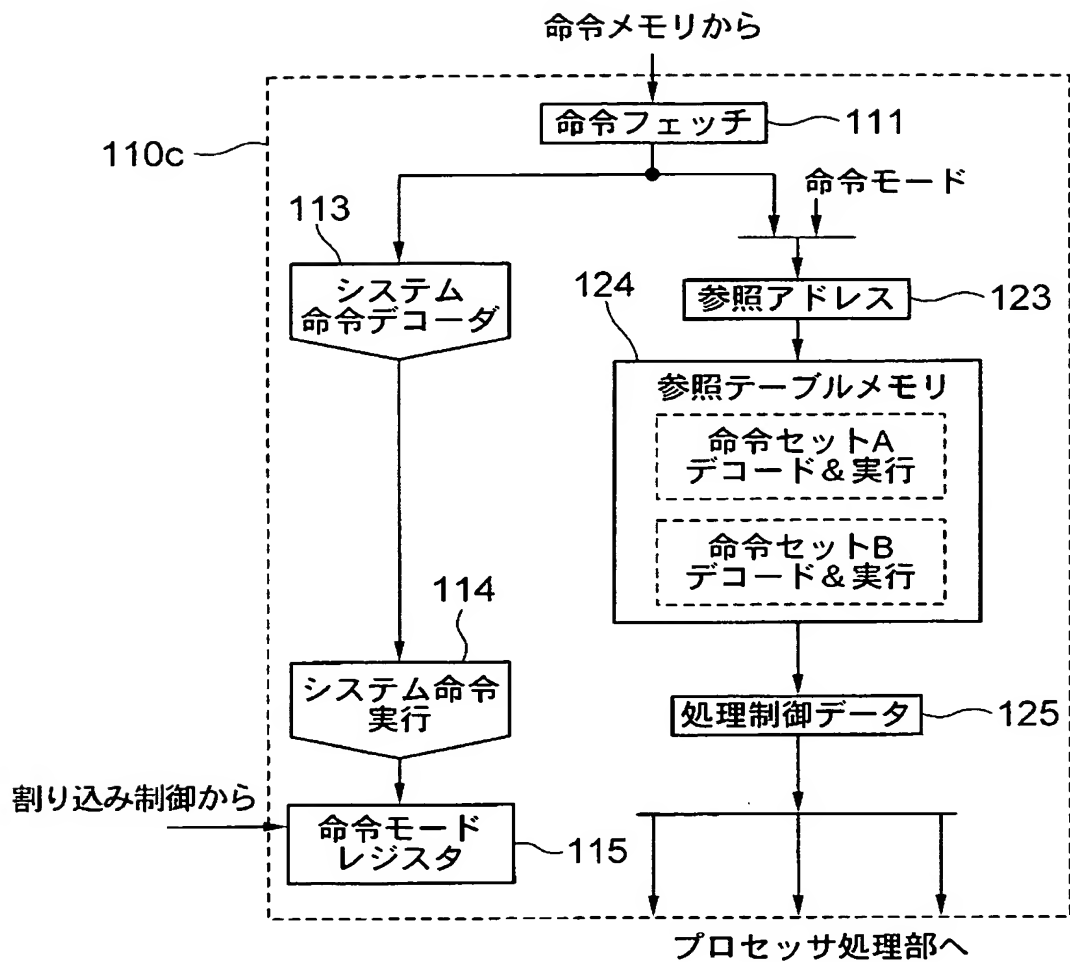 命令メモリから
命令フェッチ
111
110c
命令モード
113
システム
命令デコーダ
124
参照アドレス
123
参照テーブルメモリ
命令セットA
デコード&実行
命令セットB
デコード&実行
114
システム命令
実行
処理制御データ
125
割り込み制御から
命令モード
レジスタ
115
プロセッサ処理部へ